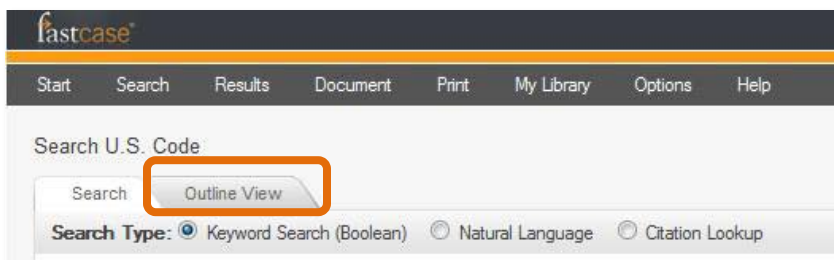 fastcase
Start Search Results Document Print My Library Options Help
Search U.S. Code
Search Outline View
Search Type: Keyword Search (Boolean) Natural Language Citation Lookup